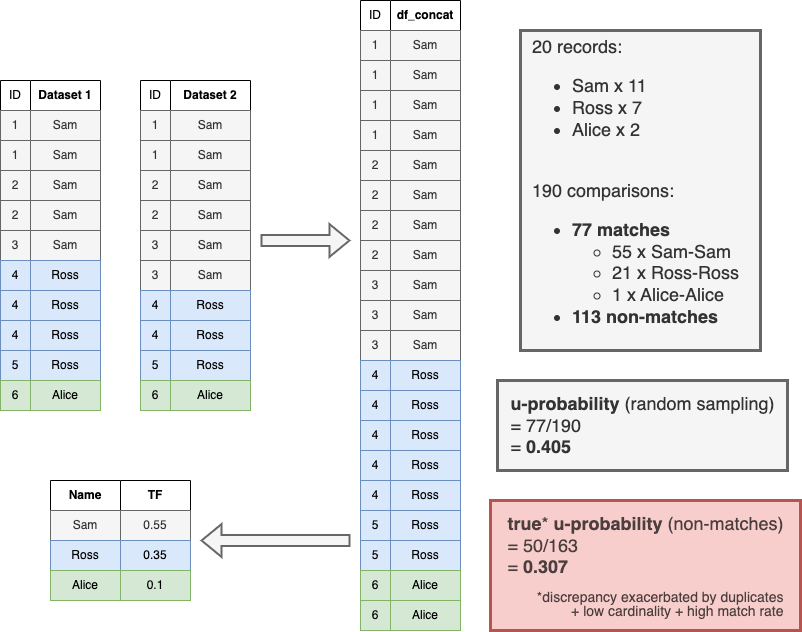 ID Dataset 1
1 Sam
1 Sam
2 Sam
2 Sam
3 Sam
4 Ross
4 Ross
4 Ross
5 Ross
6 Alice
ID Dataset 2
1 Sam
1 Sam
2 Sam
2 Sam
3 Sam
3 Sam
4 Ross
4 Ross
5 Ross
6 Alice
ID df_concat
1 Sam
1 Sam
1 Sam
1 Sam
2 Sam
2 Sam
2 Sam
2 Sam
3 Sam
3 Sam
3 Sam
4 Ross
4 Ross
4 Ross
4 Ross
4 Ross
5 Ross
5 Ross
6 Alice
6 Alice
Name TF
Sam 0.55
Ross 0.35
Alice 0.1
20 records:
• Sam x 11
• Ross x 7
• Alice x 2
190 comparisons:
• 77 matches
◦ 55 x Sam-Sam
◦ 21 x Ross-Ross
◦ 1 x Alice-Alice
• 113 non-matches
u-probability (random sampling)
= 77/190
= 0.405
true* u-probability (non-matches)
= 50/163
= 0.307
*discrepancy exacerbated by duplicates
+ low cardinality + high match rate